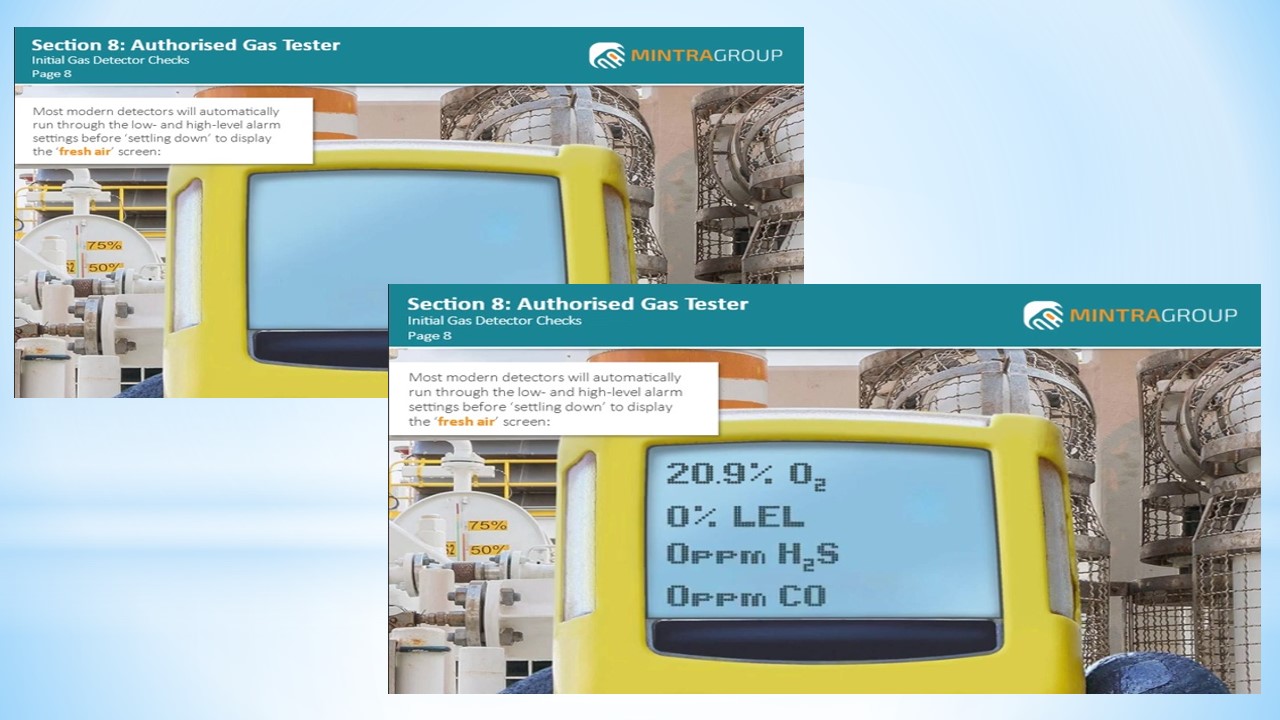 Section 8: Authorised Gas Tester
Initial Gas Detector Checks
Page 8
MINTRAGROUP
Most modern detectors will automatically
run through the low- and high-level alarm
settings before ‘settling down’ to display
the ‘fresh air’ screen:
75%
50%
Section 8: Authorised Gas Tester
Initial Gas Detector Checks
Page 8
MINTRAGROUP
Most modern detectors will automatically
run through the low- and high-level alarm
settings before ‘settling down’ to display
the ‘fresh air’ screen:
75%
50%
20.9% O₂
0% LEL
0ppm H₂S
0ppm CO